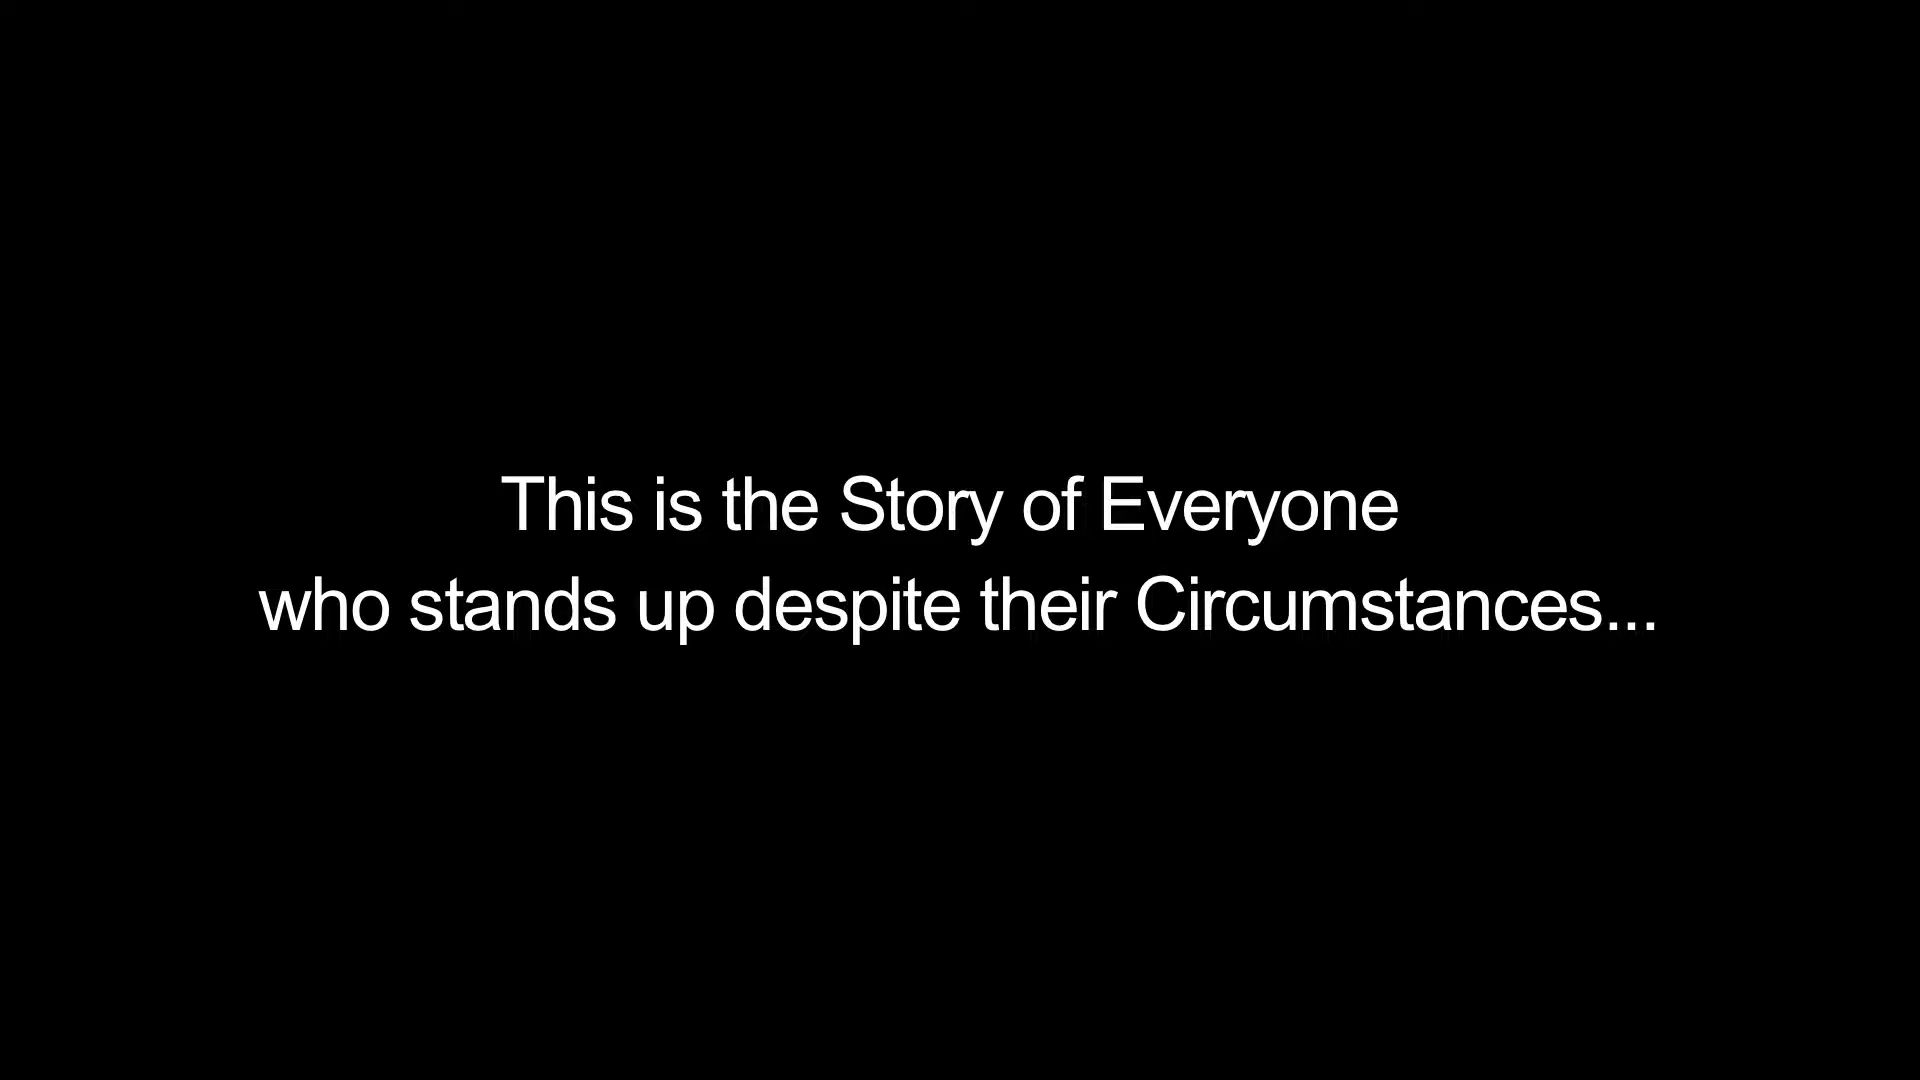 This is the Story of Everyone
who stands up despite their Circumstances...